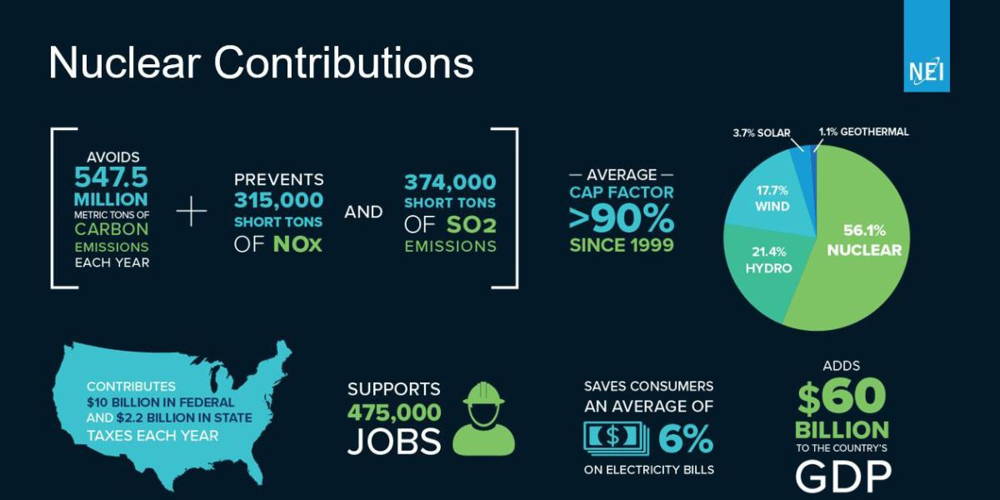 Nuclear Contributions
NEI
AVOIDS
547.5
MILLION
METRIC TONS OF
CARBON
EMISSIONS
EACH YEAR
+
PREVENTS
315,000
SHORT TONS
OF NOx
AND
374,000
SHORT TONS
OF SO2
EMISSIONS
— AVERAGE —
CAP FACTOR
>90%
SINCE 1999
3.7% SOLAR
1.1% GEOTHERMAL
17.7%
WIND
56.1%
NUCLEAR
21.4%
HYDRO
CONTRIBUTES
$10 BILLION IN FEDERAL
AND $2.2 BILLION IN STATE
TAXES EACH YEAR
SUPPORTS
475,000
JOBS
SAVES CONSUMERS
AN AVERAGE OF
$
6%
ON ELECTRICITY BILLS
ADDS
$60
BILLION
TO THE COUNTRY'S
GDP